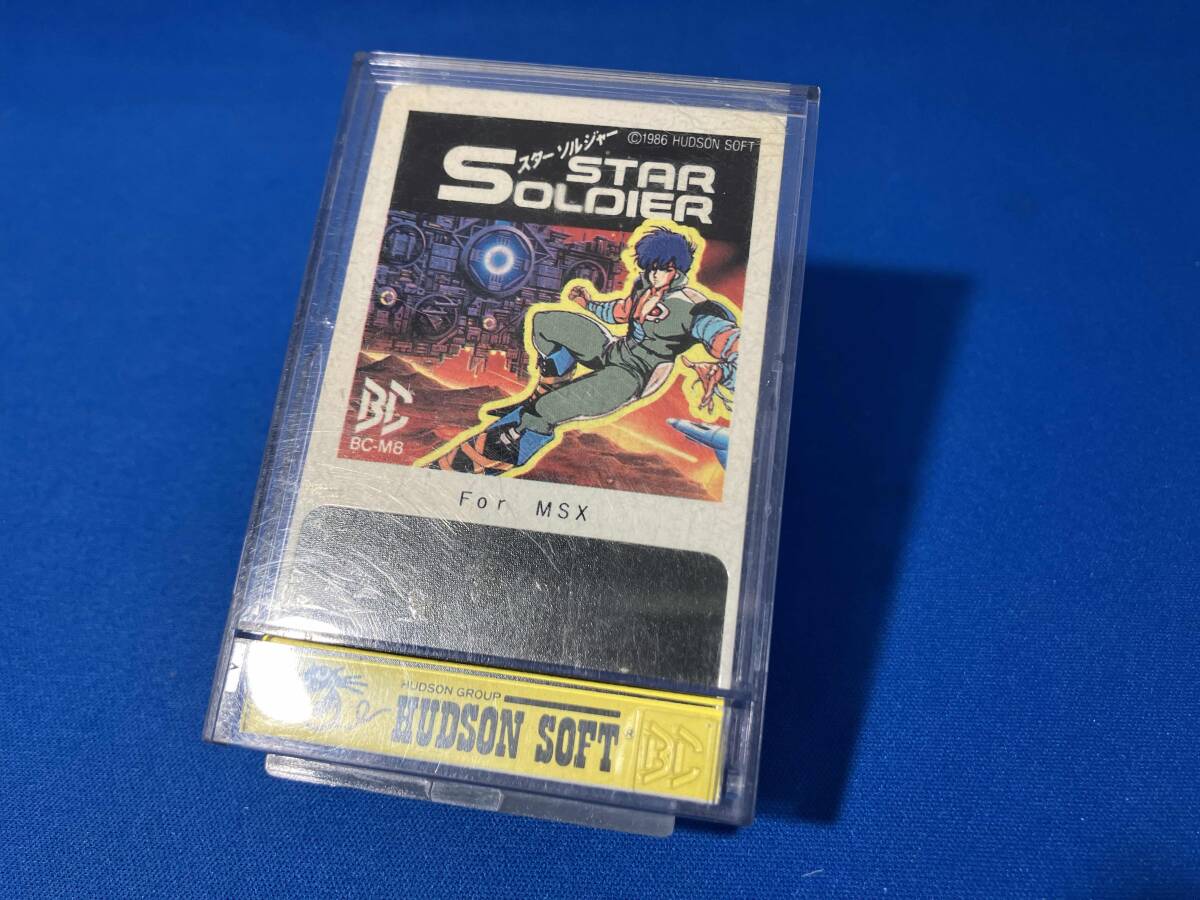 スターソルジャー
©1986 HUDSON SOFT
STAR
SOLDIER
BC
BC-M8
For MSX
HUDSON GROUP
HUDSON SOFT®
BC